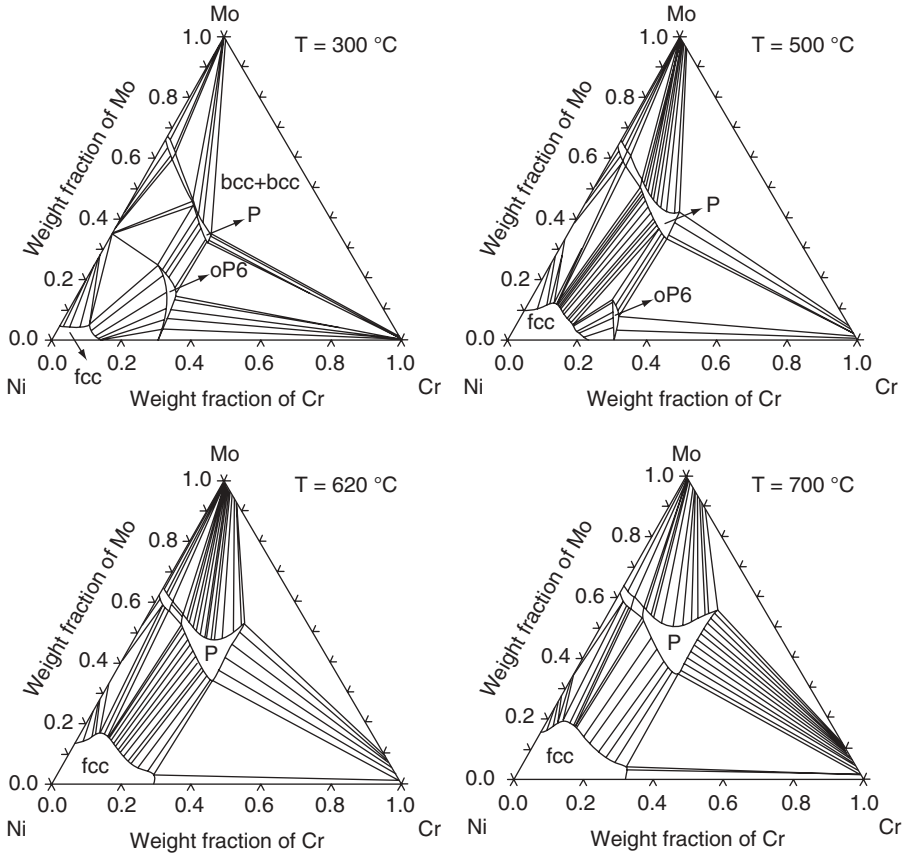 Mo
T = 300 °C
1.0
0.8
0.6
0.4
0.2
0.0
Weight fraction of Mo
bcc+bcc
P
oP6
fcc
0.0 0.2 0.4 0.6 0.8 1.0
Ni
Cr
Weight fraction of Cr
Mo
T = 500 °C
1.0
0.8
0.6
0.4
0.2
0.0
Weight fraction of Mo
P
oP6
fcc
0.0 0.2 0.4 0.6 0.8 1.0
Ni
Cr
Weight fraction of Cr
Mo
T = 620 °C
1.0
0.8
0.6
0.4
0.2
0.0
Weight fraction of Mo
P
fcc
0.0 0.2 0.4 0.6 0.8 1.0
Ni
Cr
Weight fraction of Cr
Mo
T = 700 °C
1.0
0.8
0.6
0.4
0.2
0.0
Weight fraction of Mo
P
fcc
0.0 0.2 0.4 0.6 0.8 1.0
Ni
Cr
Weight fraction of Cr